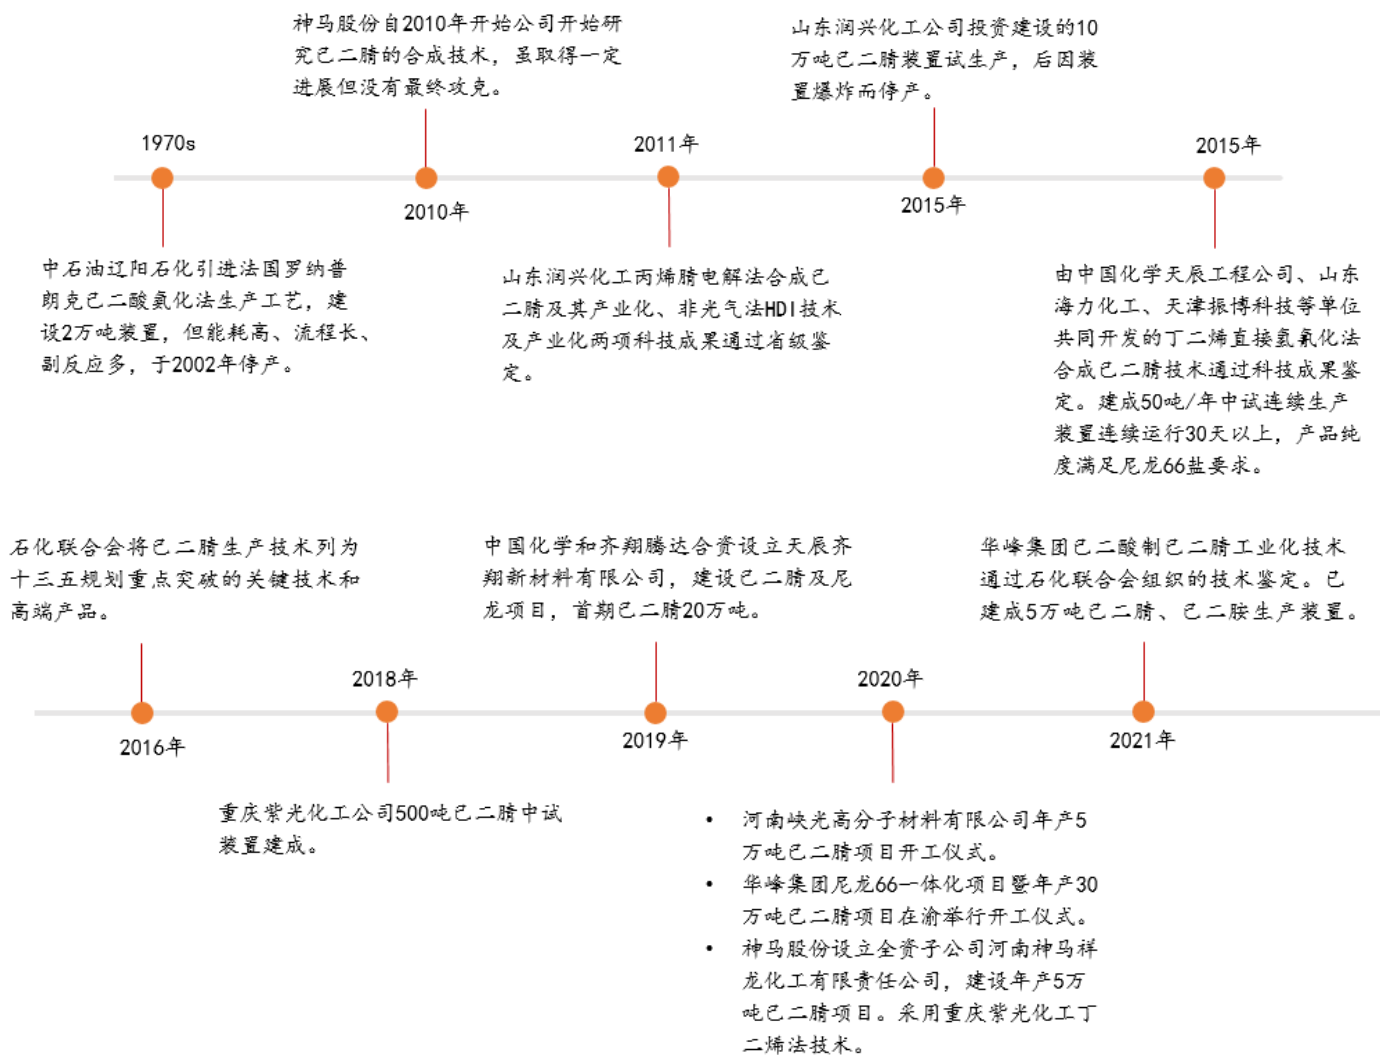 神马股份自2010年开始公司开始研
究己二腈的合成技术，虽取得一定
进展但没有最终攻克。
山东润兴化工公司投资建设的10
万吨己二腈装置试生产，后因装
置爆炸而停产。
1970s
2010年
2011年
2015年
2015年
中石油辽阳石化引进法国罗纳普
朗克己二酸氨化法生产工艺，建
设2万吨装置，但能耗高、流程长、
副反应多，于2002年停产。
山东润兴化工丙烯腈电解法合成己
二腈及其产业化、非光气法HDI技术
及产业化两项科技成果通过省级鉴
定。
由中国化学天辰工程公司、山东
海力化工、天津振博科技等单位
共同开发的丁二烯直接氢氰化法
合成己二腈技术通过科技成果鉴
定。建成50吨/年中试连续生产
装置连续运行30天以上，产品纯
度满足尼龙66盐要求。
石化联合会将己二腈生产技术列为
十三五规划重点突破的关键技术和
高端产品。
中国化学和齐翔腾达合资设立天辰齐
翔新材料有限公司，建设己二腈及尼
龙项目，首期己二腈20万吨。
华峰集团己二酸制己二腈工业化技术
通过石化联合会组织的技术鉴定。已
建成5万吨己二腈、己二胺生产装置。
2016年
2018年
2019年
2020年
2021年
重庆紫光化工公司500吨己二腈中试
装置建成。
• 河南峡光高分子材料有限公司年产5
万吨己二腈项目开工仪式。
• 华峰集团尼龙66一体化项目暨年产30
万吨己二腈项目在渝举行开工仪式。
• 神马股份设立全资子公司河南神马祥
龙化工有限责任公司，建设年产5万
吨己二腈项目。采用重庆紫光化工丁
二烯法技术。